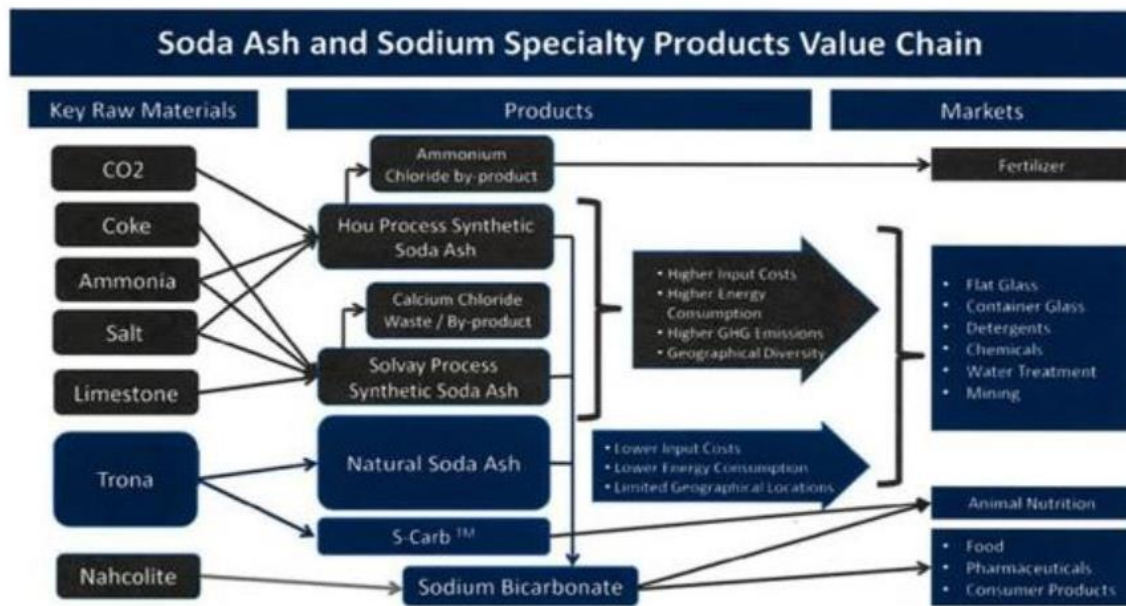 Soda Ash and Sodium Specialty Products Value Chain
Key Raw Materials
Products
Markets
CO2
Coke
Ammonia
Salt
Limestone
Trona
Nahcolite
Ammonium
Chloride by-product
Hou Process Synthetic
Soda Ash
Calcium Chloride
Waste / By-product
Solvay Process
Synthetic Soda Ash
Natural Soda Ash
S-Carb ™
Sodium Bicarbonate
• Higher Input Costs
• Higher Energy
Consumption
• Higher GHG Emissions
• Geographical Diversity
• Lower Input Costs
• Lower Energy Consumption
• Limited Geographical Locations
Fertilizer
• Flat Glass
• Container Glass
• Detergents
• Chemicals
• Water Treatment
• Mining
Animal Nutrition
• Food
• Pharmaceuticals
• Consumer Products